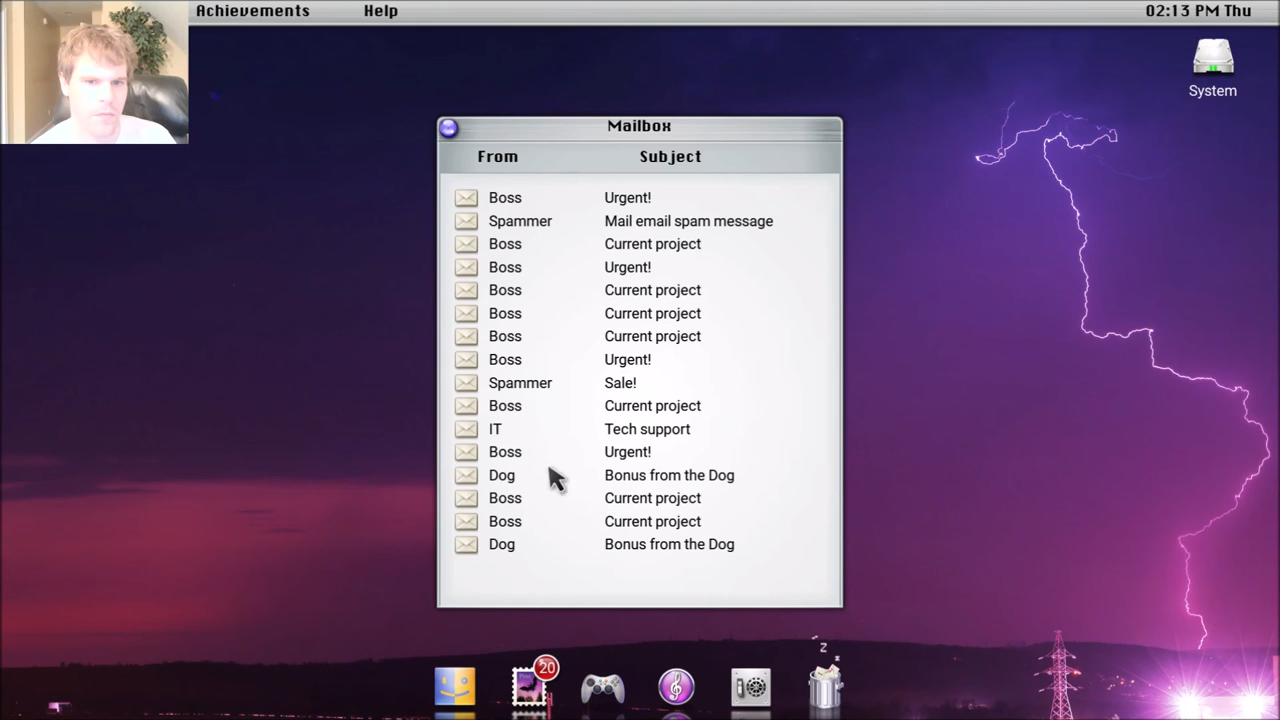 Achievements Help 02:13 PM Thu
System
Mailbox
From Subject
Boss Urgent!
Spammer Mail email spam message
Boss Current project
Boss Urgent!
Boss Current project
Boss Current project
Boss Current project
Boss Urgent!
Spammer Sale!
Boss Current project
IT Tech support
Boss Urgent!
Dog Bonus from the Dog
Boss Current project
Boss Current project
Dog Bonus from the Dog
z
20